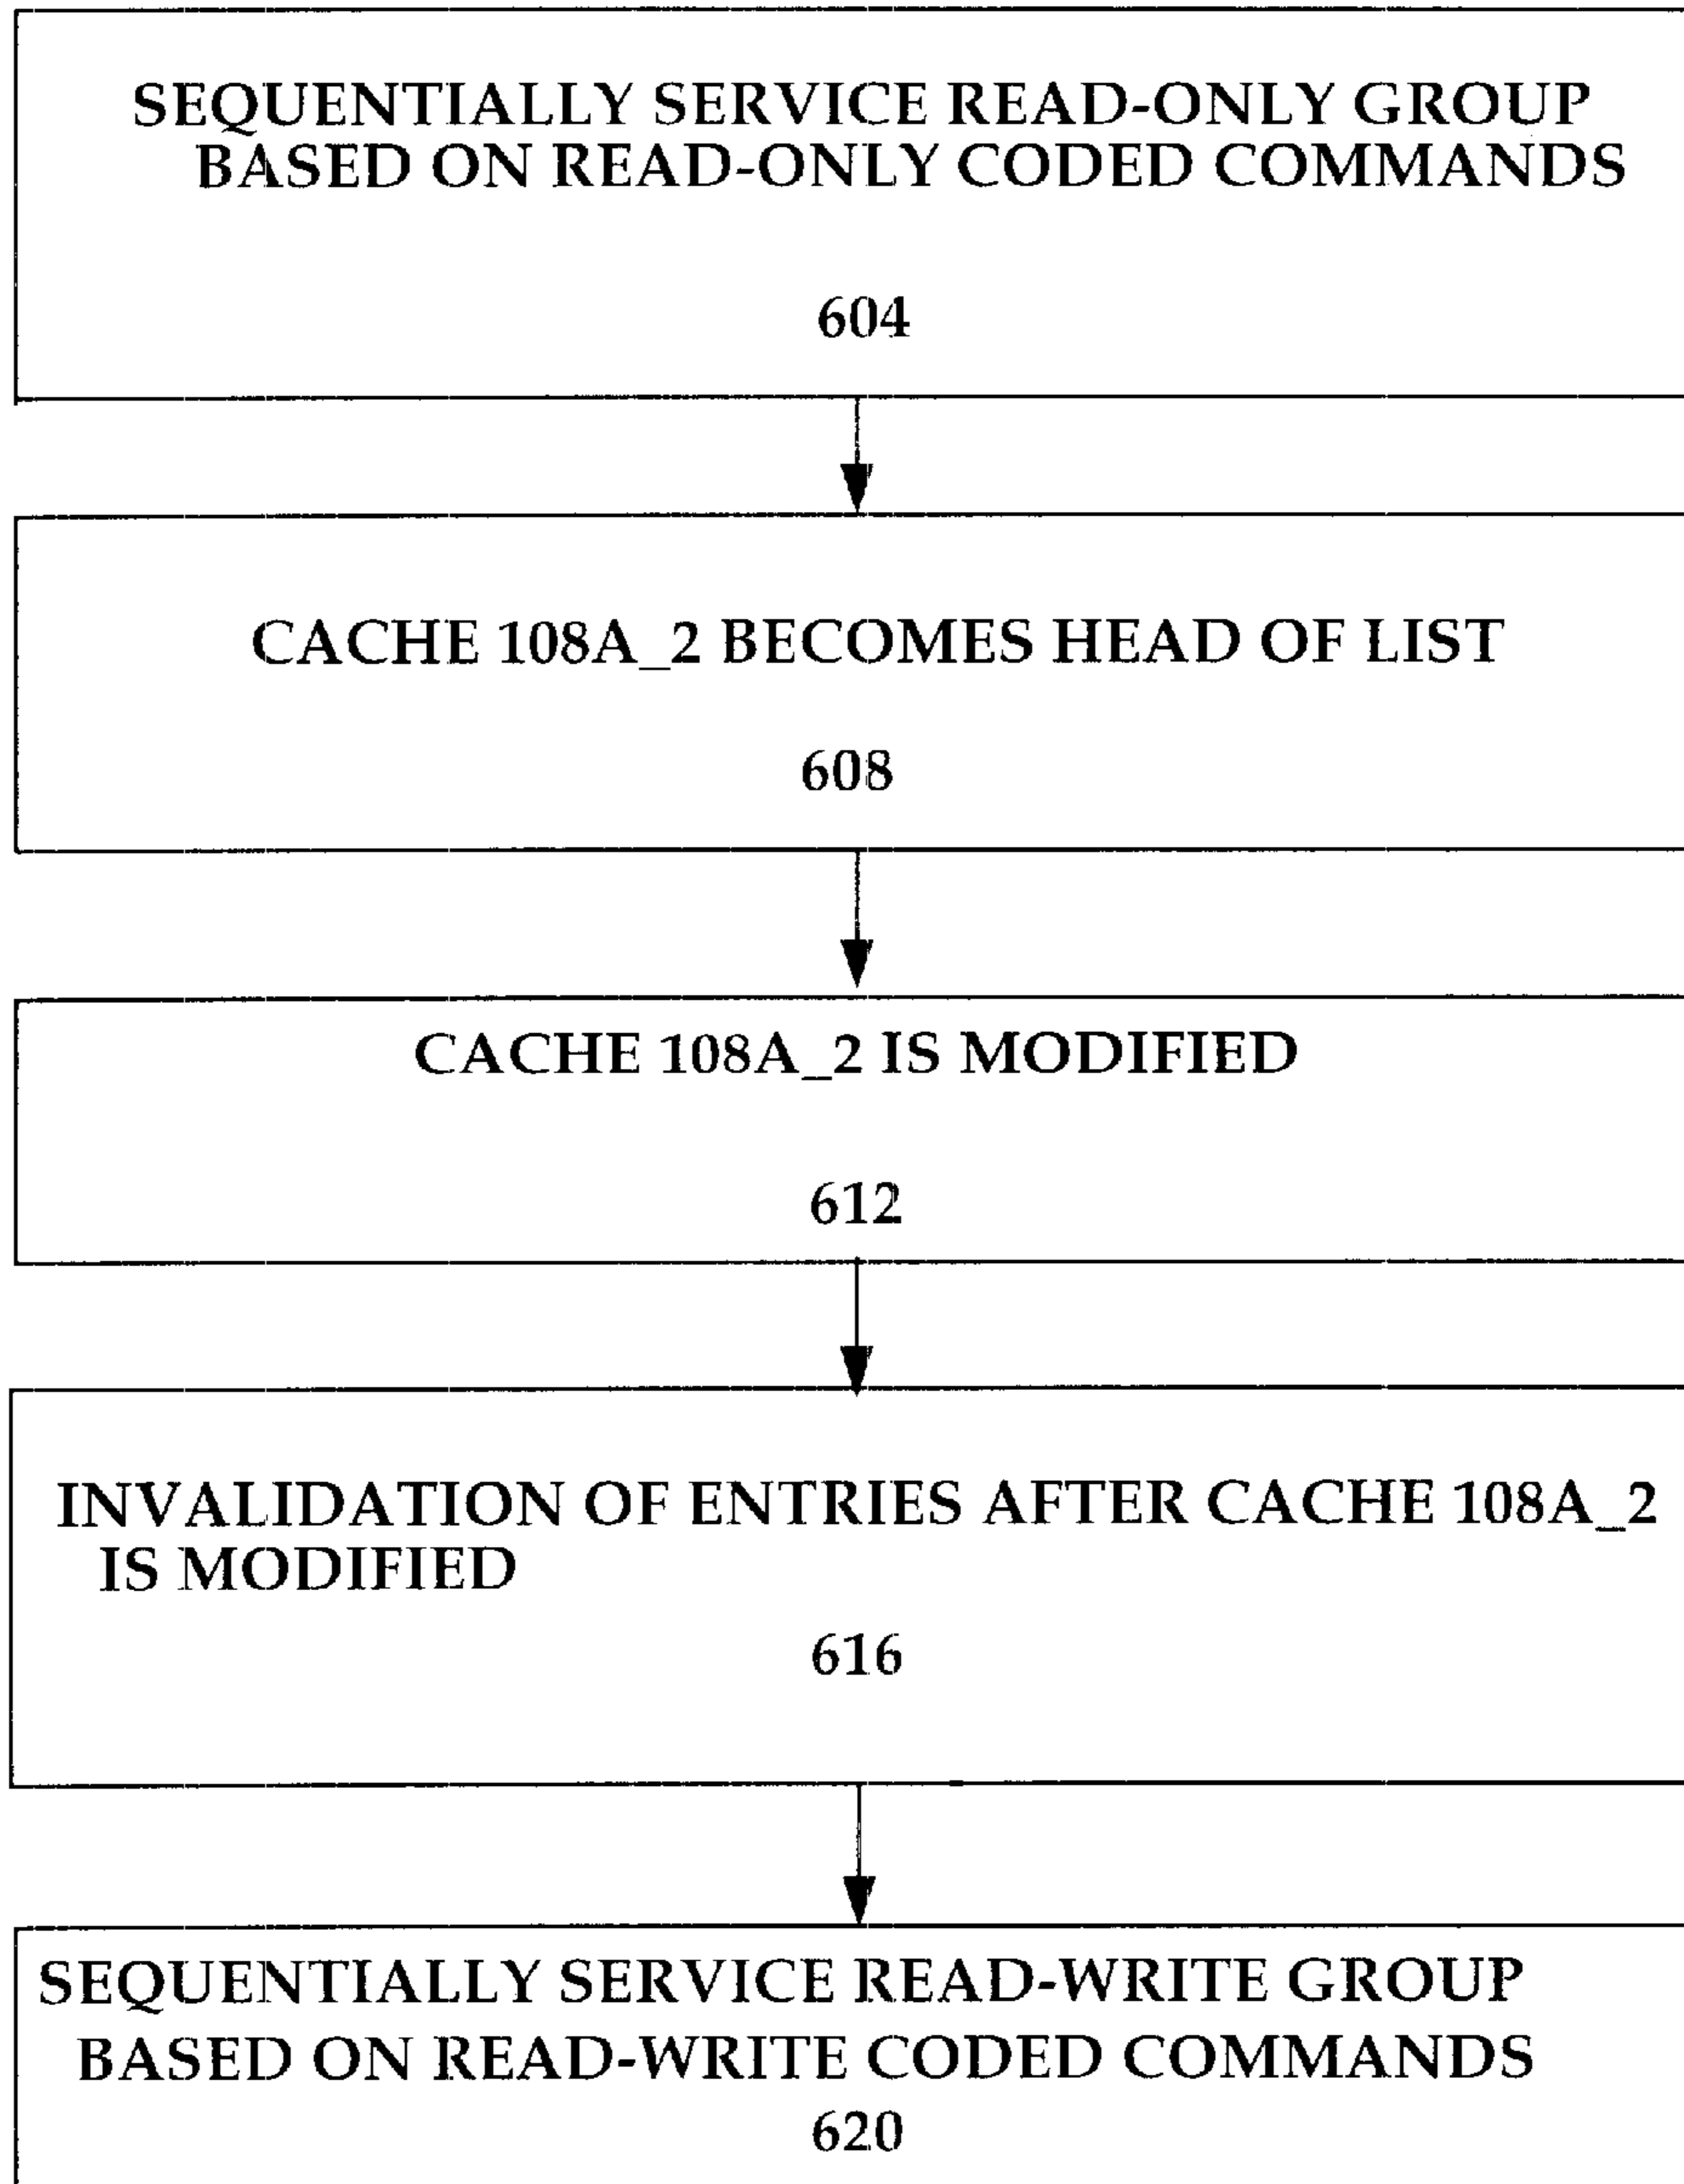 SEQUENTIALLY SERVICE READ-ONLY GROUP
BASED ON READ-ONLY CODED COMMANDS
604
CACHE 108A_2 BECOMES HEAD OF LIST
608
CACHE 108A_2 IS MODIFIED
612
INVALIDATION OF ENTRIES AFTER CACHE 108A_2
IS MODIFIED
616
SEQUENTIALLY SERVICE READ-WRITE GROUP
BASED ON READ-WRITE CODED COMMANDS
620